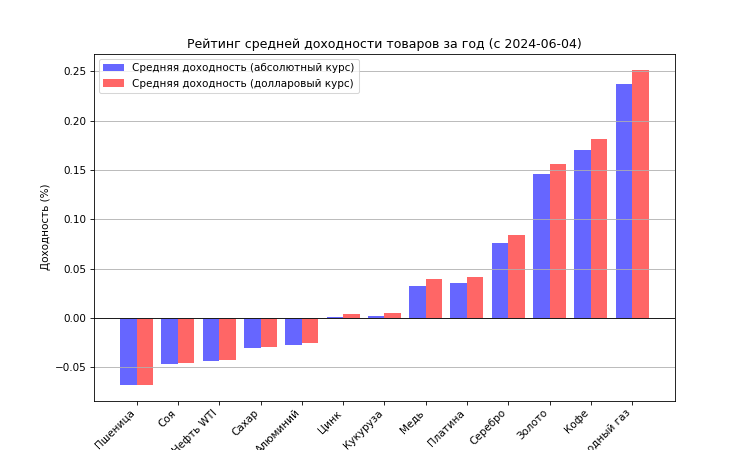 Рейтинг средней доходности товаров за год (с 2024-06-04)
Средняя доходность (абсолютный курс)
Средняя доходность (долларовый курс)
Доходность (%)
0.25
0.20
0.15
0.10
0.05
0.00
−0.05
Пшеница
Соя
Нефть WTI
Сахар
Алюминий
Цинк
Кукуруза
Медь
Платина
Серебро
Золото
Кофе
одный газ